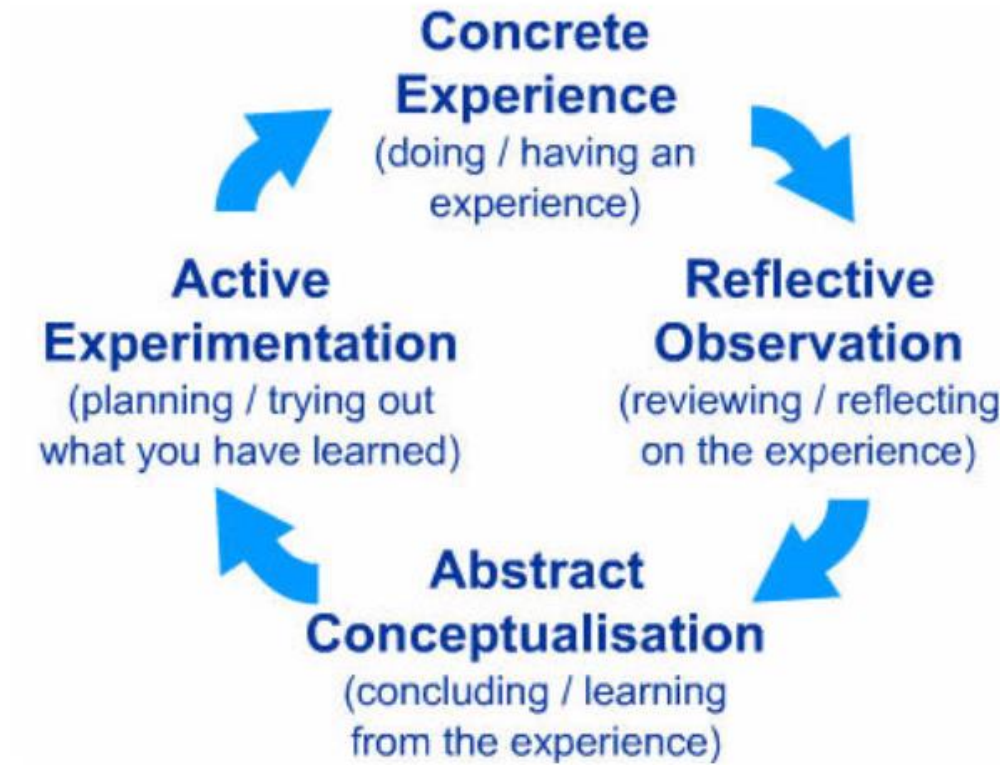 Concrete
Experience
(doing / having an
experience)
Reflective
Observation
(reviewing / reflecting
on the experience)
Abstract
Conceptualisation
(concluding / learning
from the experience)
Active
Experimentation
(planning / trying out
what you have learned)